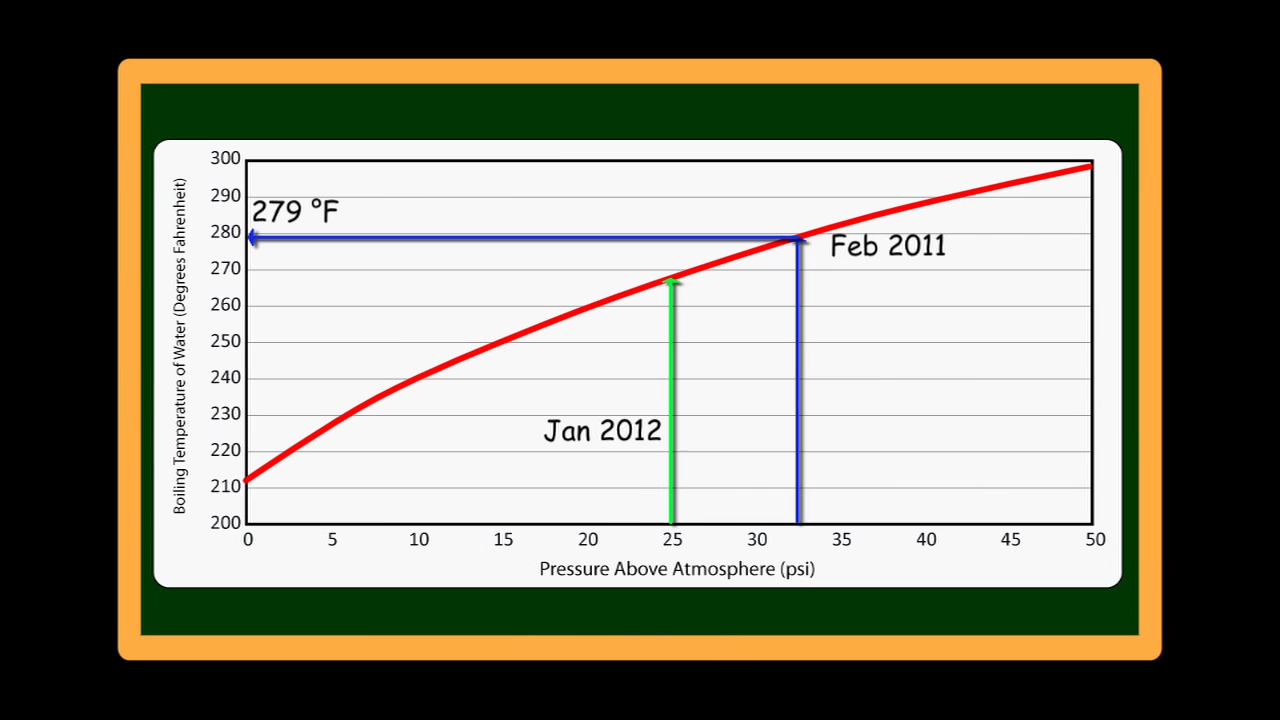 300
290
279 °F
280
Feb 2011
270
260
250
240
230
Jan 2012
220
210
200
Boiling Temperature of Water (Degrees Fahrenheit)
0 5 10 15 20 25 30 35 40 45 50
Pressure Above Atmosphere (psi)